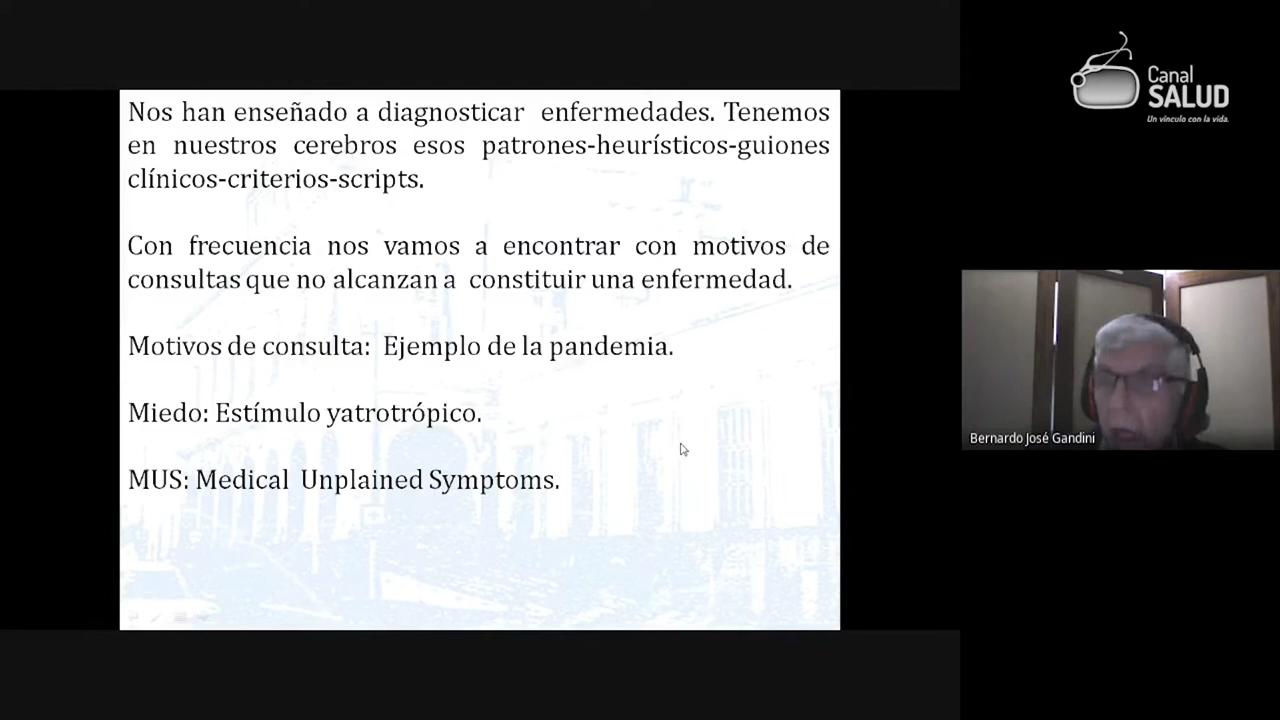 Nos han enseñado a diagnosticar enfermedades. Tenemos
en nuestros cerebros esos patrones-heurísticos-guiones
clínicos-criterios-scripts.
Con frecuencia nos vamos a encontrar con motivos de
consultas que no alcanzan a constituir una enfermedad.
Motivos de consulta: Ejemplo de la pandemia.
Miedo: Estímulo yatrotrópico.
MUS: Medical Unplained Symptoms.
Canal
SALUD
Un vínculo con la vida.
Bernardo José Gandini